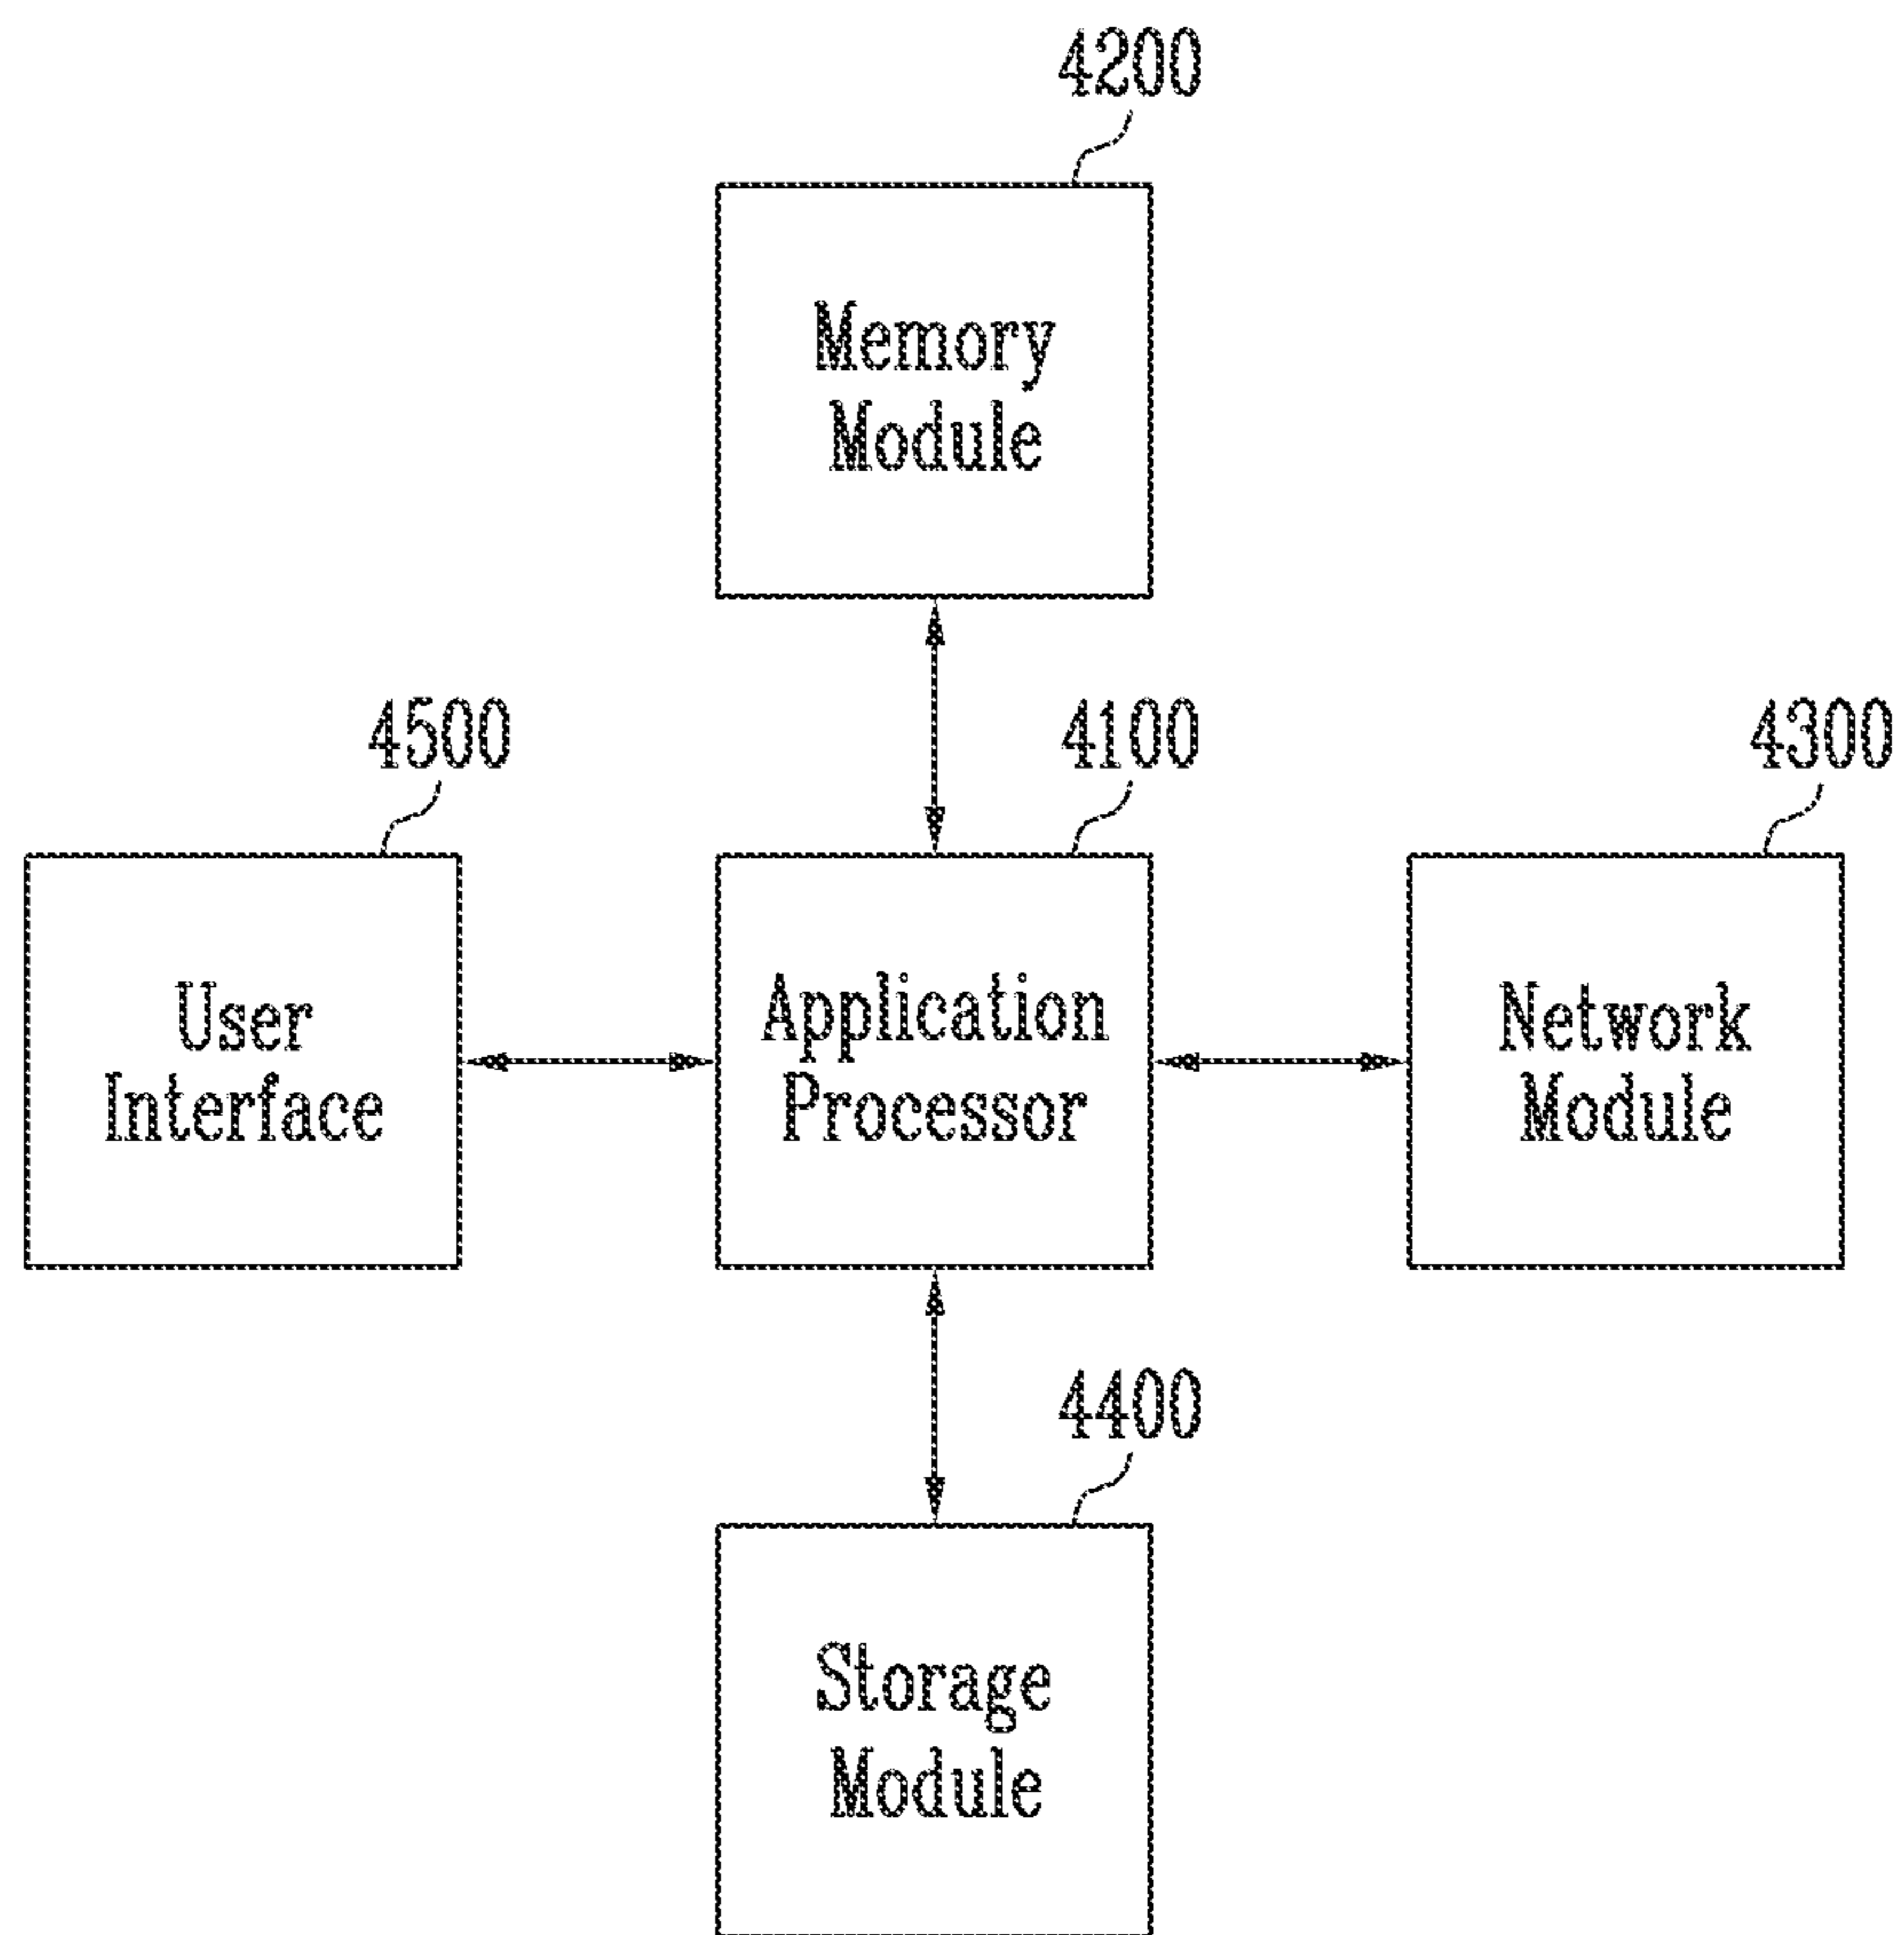 4200
Memory
Module
4500
4100
4300
User
Interface
Application
Processor
Network
Module
4400
Storage
Module